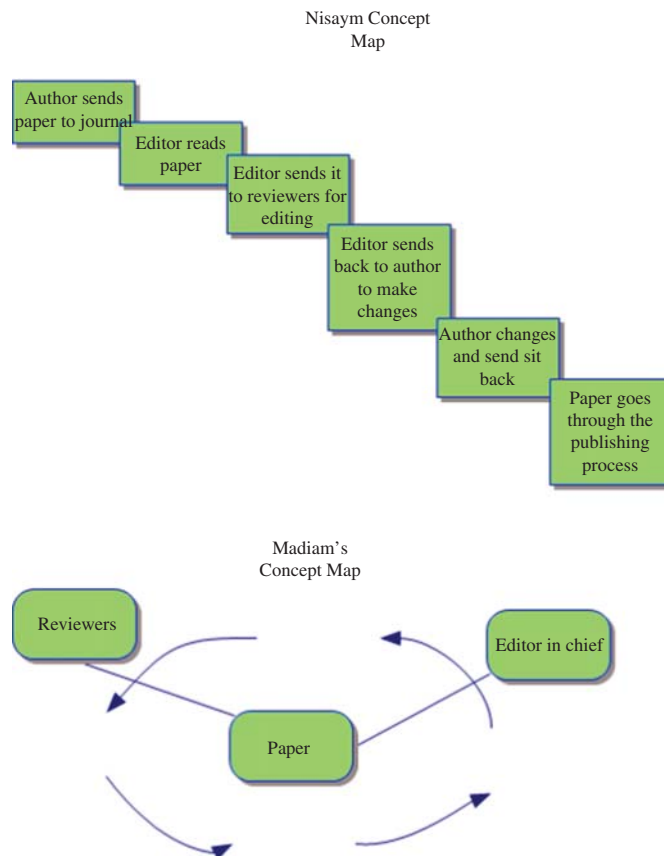 Nisaym Concept
Map
Author sends
paper to journal
Editor reads
paper
Editor sends it
to reviewers for
editing
Editor sends
back to author
to make
changes
Author changes
and send sit
back
Paper goes
through the
publishing
process
Madiam's
Concept Map
Reviewers
Editor in chief
Paper